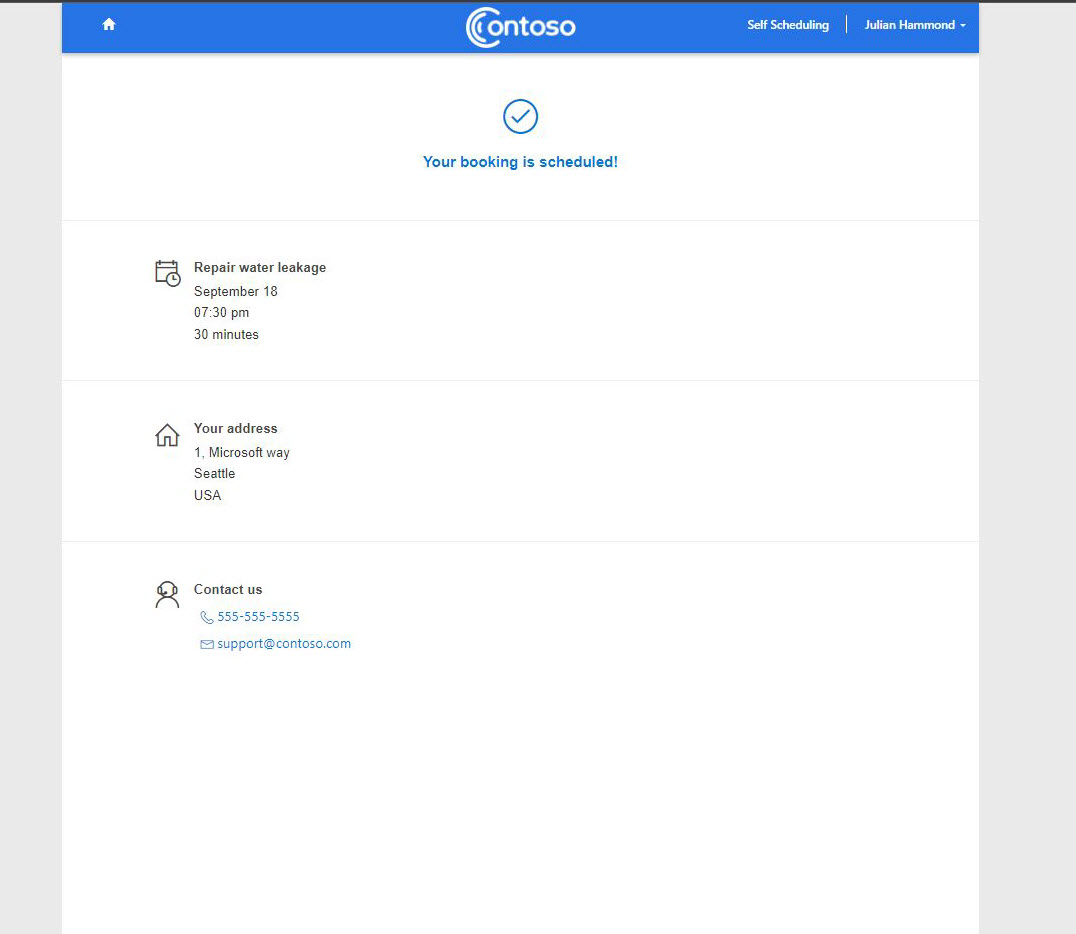 Contoso
Self Scheduling
Julian Hammond
Your booking is scheduled!
Repair water leakage
September 18
07:30 pm
30 minutes
Your address
1, Microsoft way
Seattle
USA
Contact us
555-555-5555
support@contoso.com